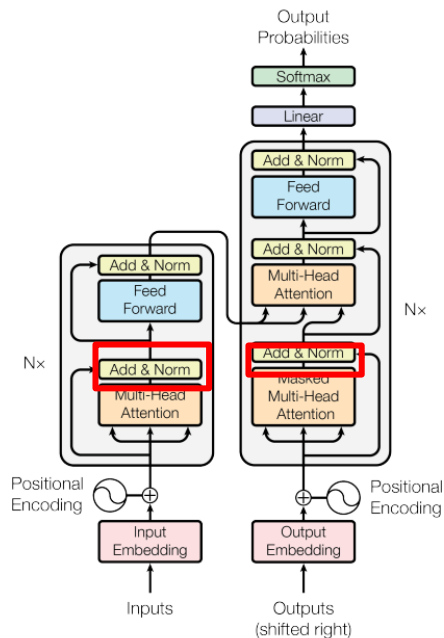 Output
Probabilities
Softmax
Linear
Add & Norm
Feed
Forward
Add & Norm
Multi-Head
Attention
Nx
Add & Norm
Masked
Multi-Head
Attention
Add & Norm
Feed
Forward
Nx
Add & Norm
Multi-Head
Attention
Positional
Encoding
Positional
Encoding
Input
Embedding
Output
Embedding
Inputs
Outputs
(shifted right)